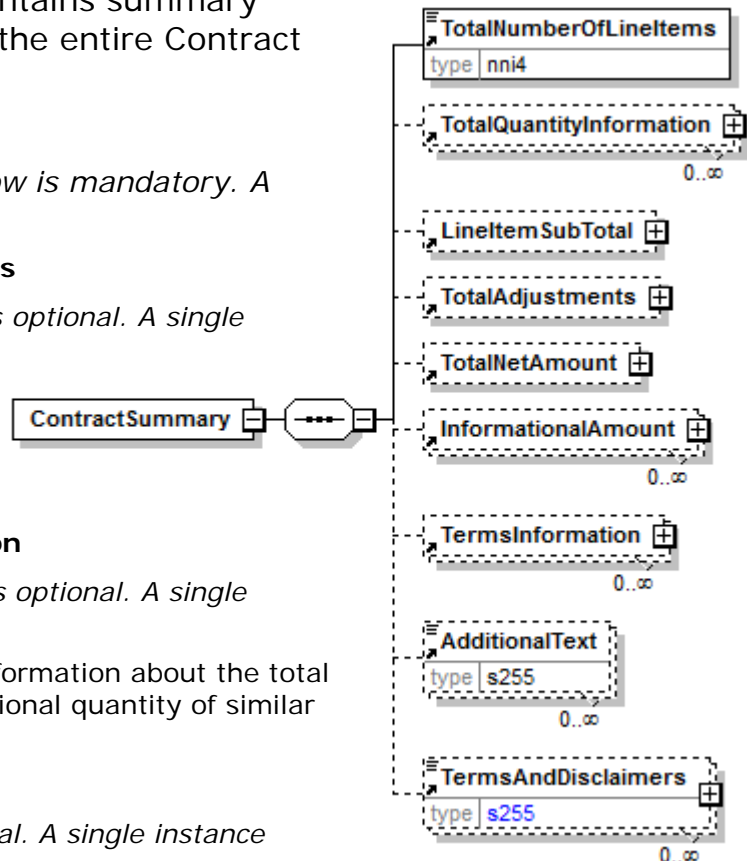 ntains summary
the entire Contract
ow is mandatory. A
s
s optional. A single
on
s optional. A single
formation about the total
ional quantity of similar
al. A single instance
ContractSummary
TotalNumberOfLineItems
type nni4
TotalQuantityInformation
0..∞
LineItemSubTotal
TotalAdjustments
TotalNetAmount
InformationalAmount
0..∞
TermsInformation
0..∞
AdditionalText
type s255
0..∞
TermsAndDisclaimers
type s255
0..∞